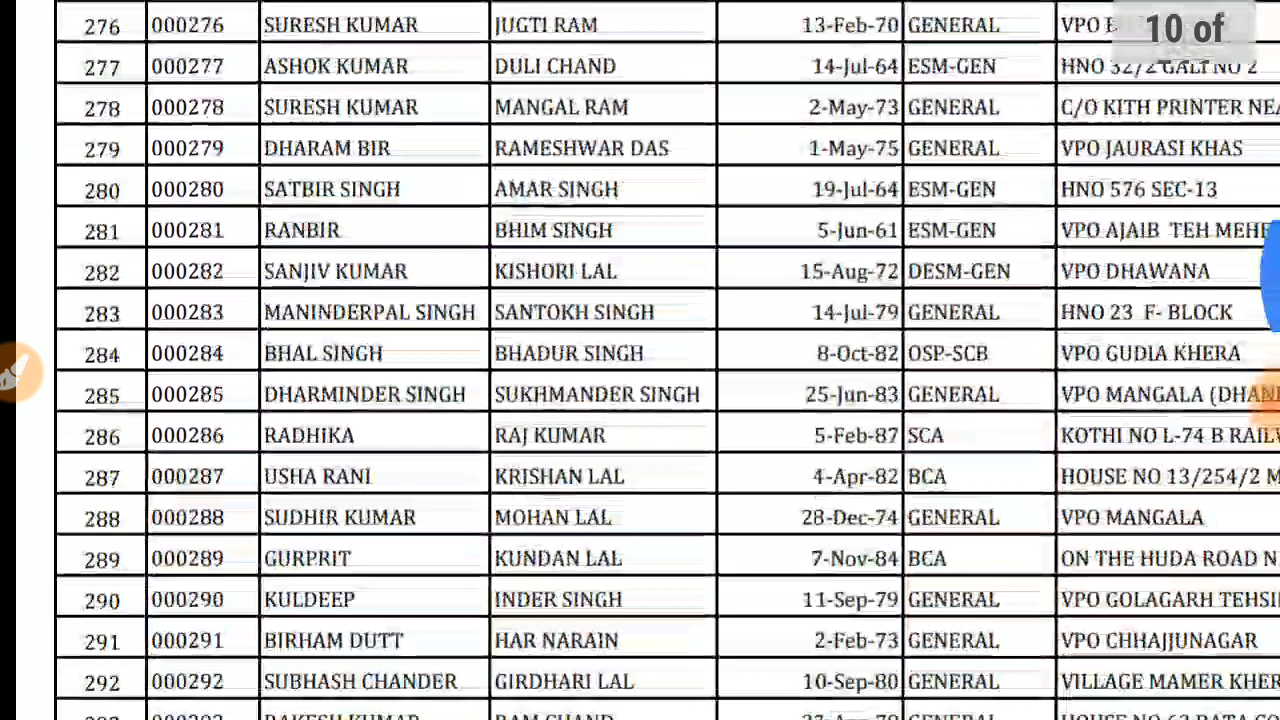 10 of
276 000276 SURESH KUMAR JUGTI RAM 13-Feb-70 GENERAL VPO
277 000277 ASHOK KUMAR DULI CHAND 14-Jul-64 ESM-GEN HNO 32/2 GALI NO 2
278 000278 SURESH KUMAR MANGAL RAM 2-May-73 GENERAL C/O KITH PRINTER
279 000279 DHARAM BIR RAMESHWAR DAS 1-May-75 GENERAL VPO JAURASI KHAS
280 000280 SATBIR SINGH AMAR SINGH 19-Jul-64 ESM-GEN HNO 576 SEC-13
281 000281 RANBIR BHIM SINGH 5-Jun-61 ESM-GEN VPO AJAIB TEH
282 000282 SANJIV KUMAR KISHORI LAL 15-Aug-72 DESM-GEN VPO DHAWANA
283 000283 MANINDERPAL SINGH SANTOKH SINGH 14-Jul-79 GENERAL HNO 23 F- BLOCK
284 000284 BHAL SINGH BHADUR SINGH 8-Oct-82 OSP-SCB VPO GUDIA KHERA
285 000285 DHARMINDER SINGH SUKHMANDER SINGH 25-Jun-83 GENERAL VPO MANGALA
286 000286 RADHIKA RAJ KUMAR 5-Feb-87 SCA KOTHI NO L-74 B
287 000287 USHA RANI KRISHAN LAL 4-Apr-82 BCA HOUSE NO 13/254/2
288 000288 SUDHIR KUMAR MOHAN LAL 28-Dec-74 GENERAL VPO MANGALA
289 000289 GURPRIT KUNDAN LAL 7-Nov-84 BCA ON THE HUDA ROAD
290 000290 KULDEEP INDER SINGH 11-Sep-79 GENERAL VPO GOLAGARH
291 000291 BIRHAM DUTT HAR NARAIN 2-Feb-73 GENERAL VPO CHHAJJUNAGAR
292 000292 SUBHASH CHANDER GIRDHARI LAL 10-Sep-80 GENERAL VILLAGE MAMER